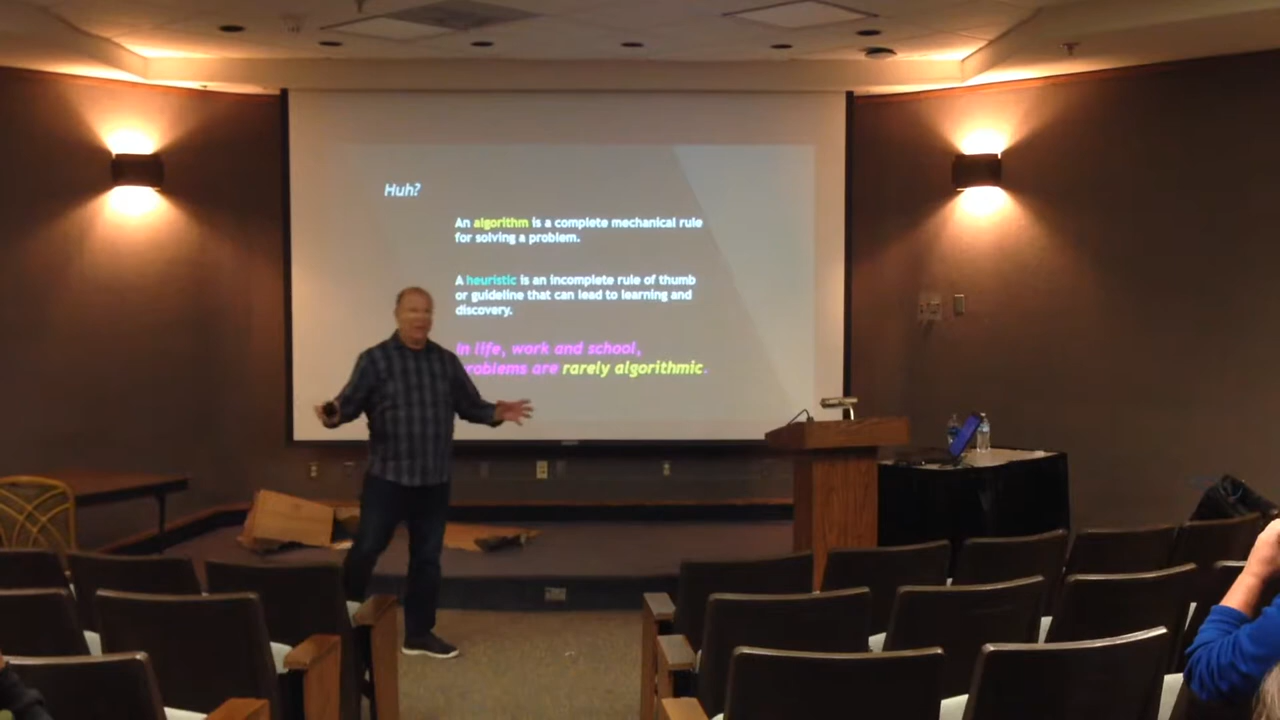 Huh?
An algorithm is a complete mechanical rule
for solving a problem.
A heuristic is an incomplete rule of thumb
or guideline that can lead to learning and
discovery.
In life, work and school,
problems are rarely algorithmic.